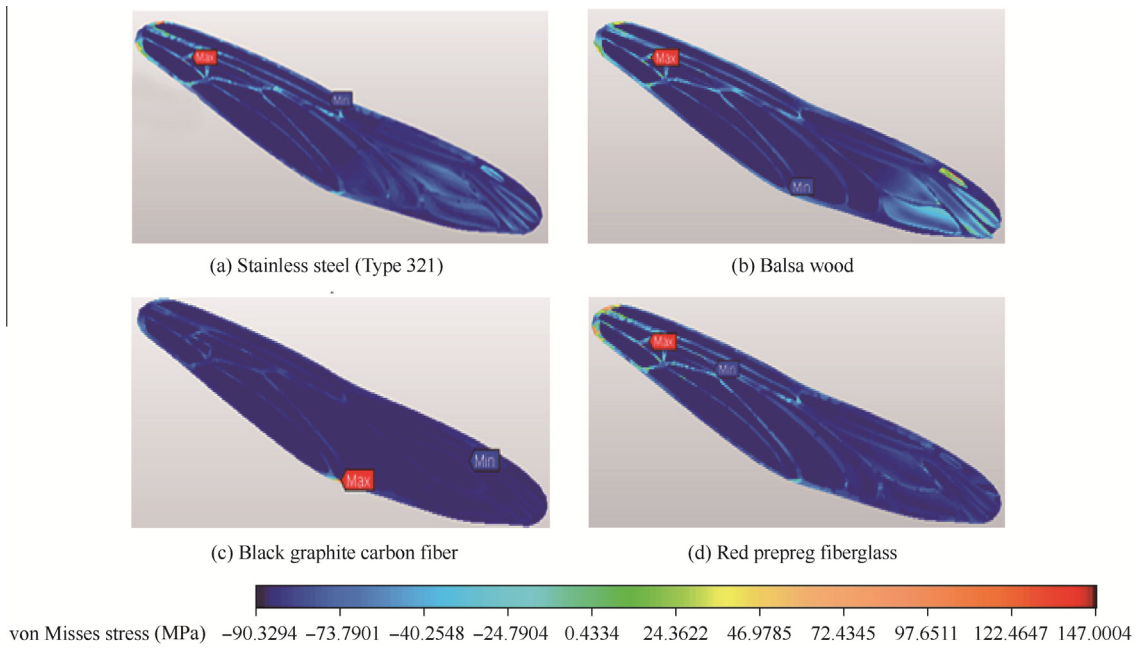 Max
Min
Max
Min
(a) Stainless steel (Type 321)
(b) Balsa wood
Min
Max
Max
Min
(c) Black graphite carbon fiber
(d) Red prepreg fiberglass
von Misses stress (MPa) −90.3294 −73.7901 −40.2548 −24.7904 0.4334 24.3622 46.9785 72.4345 97.6511 122.4647 147.0004